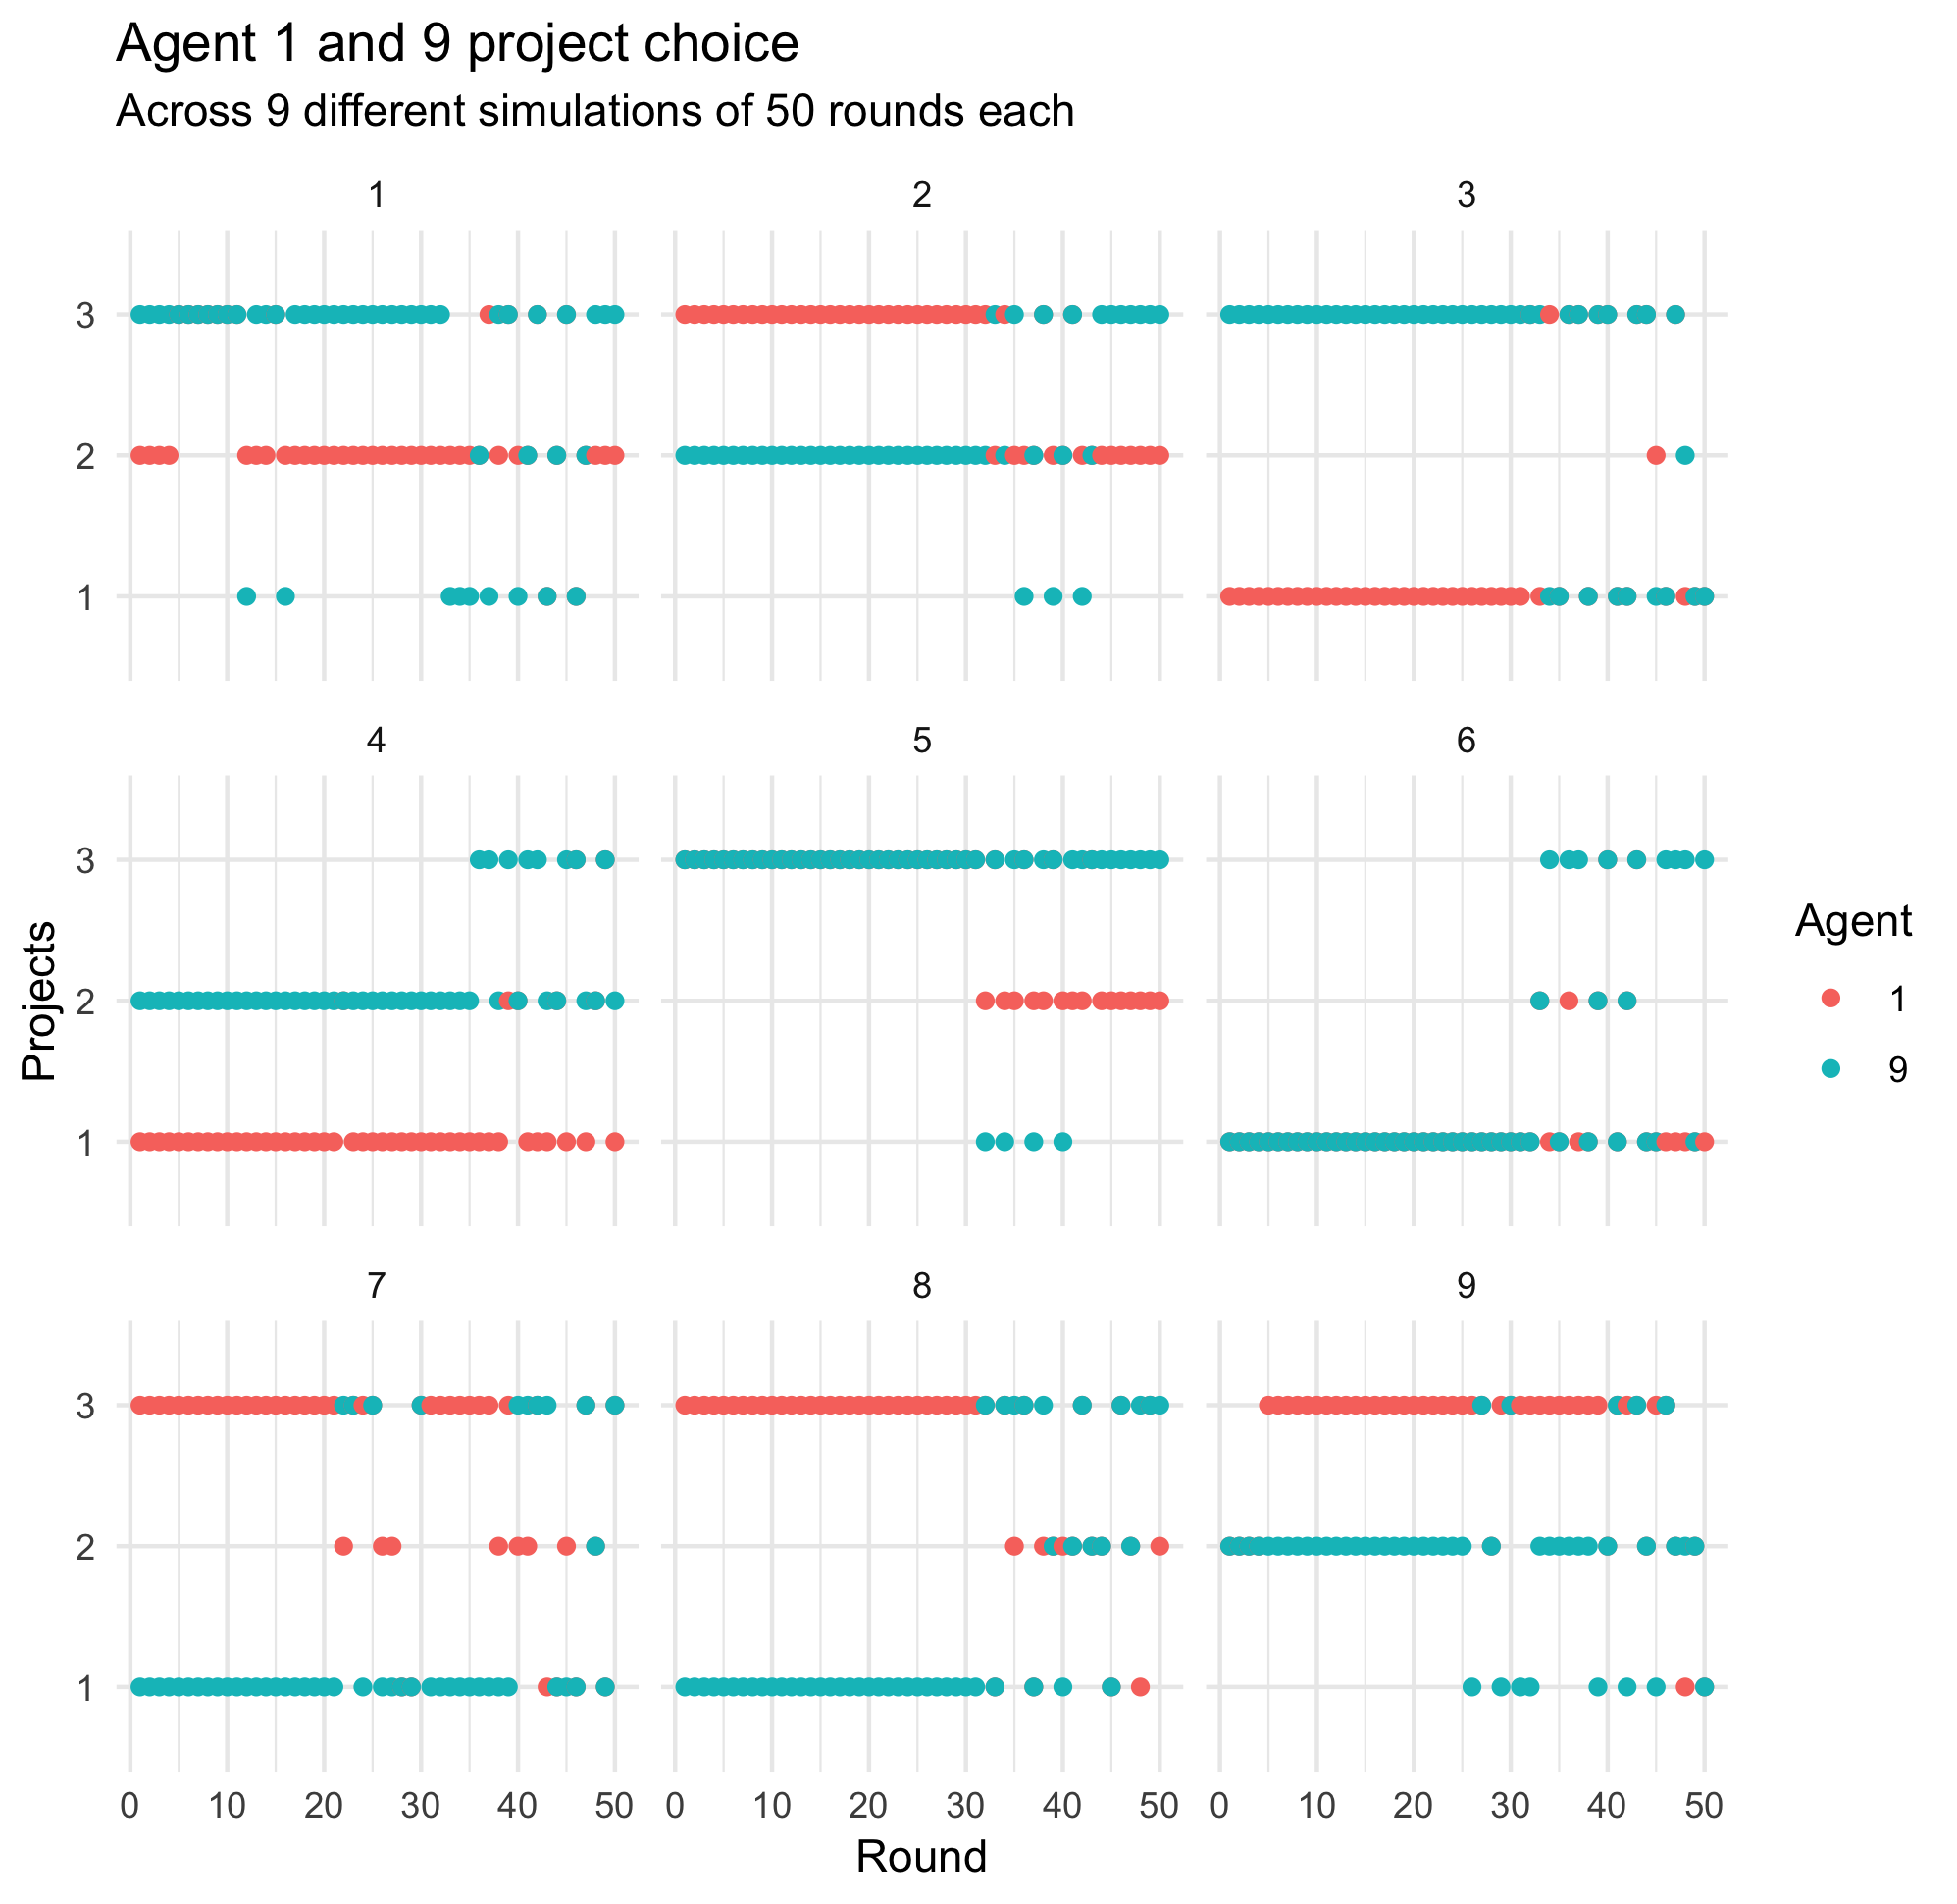 Agent 1 and 9 project choice
Across 9 different simulations of 50 rounds each
1 2 3
3
2
1
4 5 6
3
2
1
7 8 9
3
2
1
0 10 20 30 40 50 0 10 20 30 40 50 0 10 20 30 40 50
Round
Projects
Agent
1
9